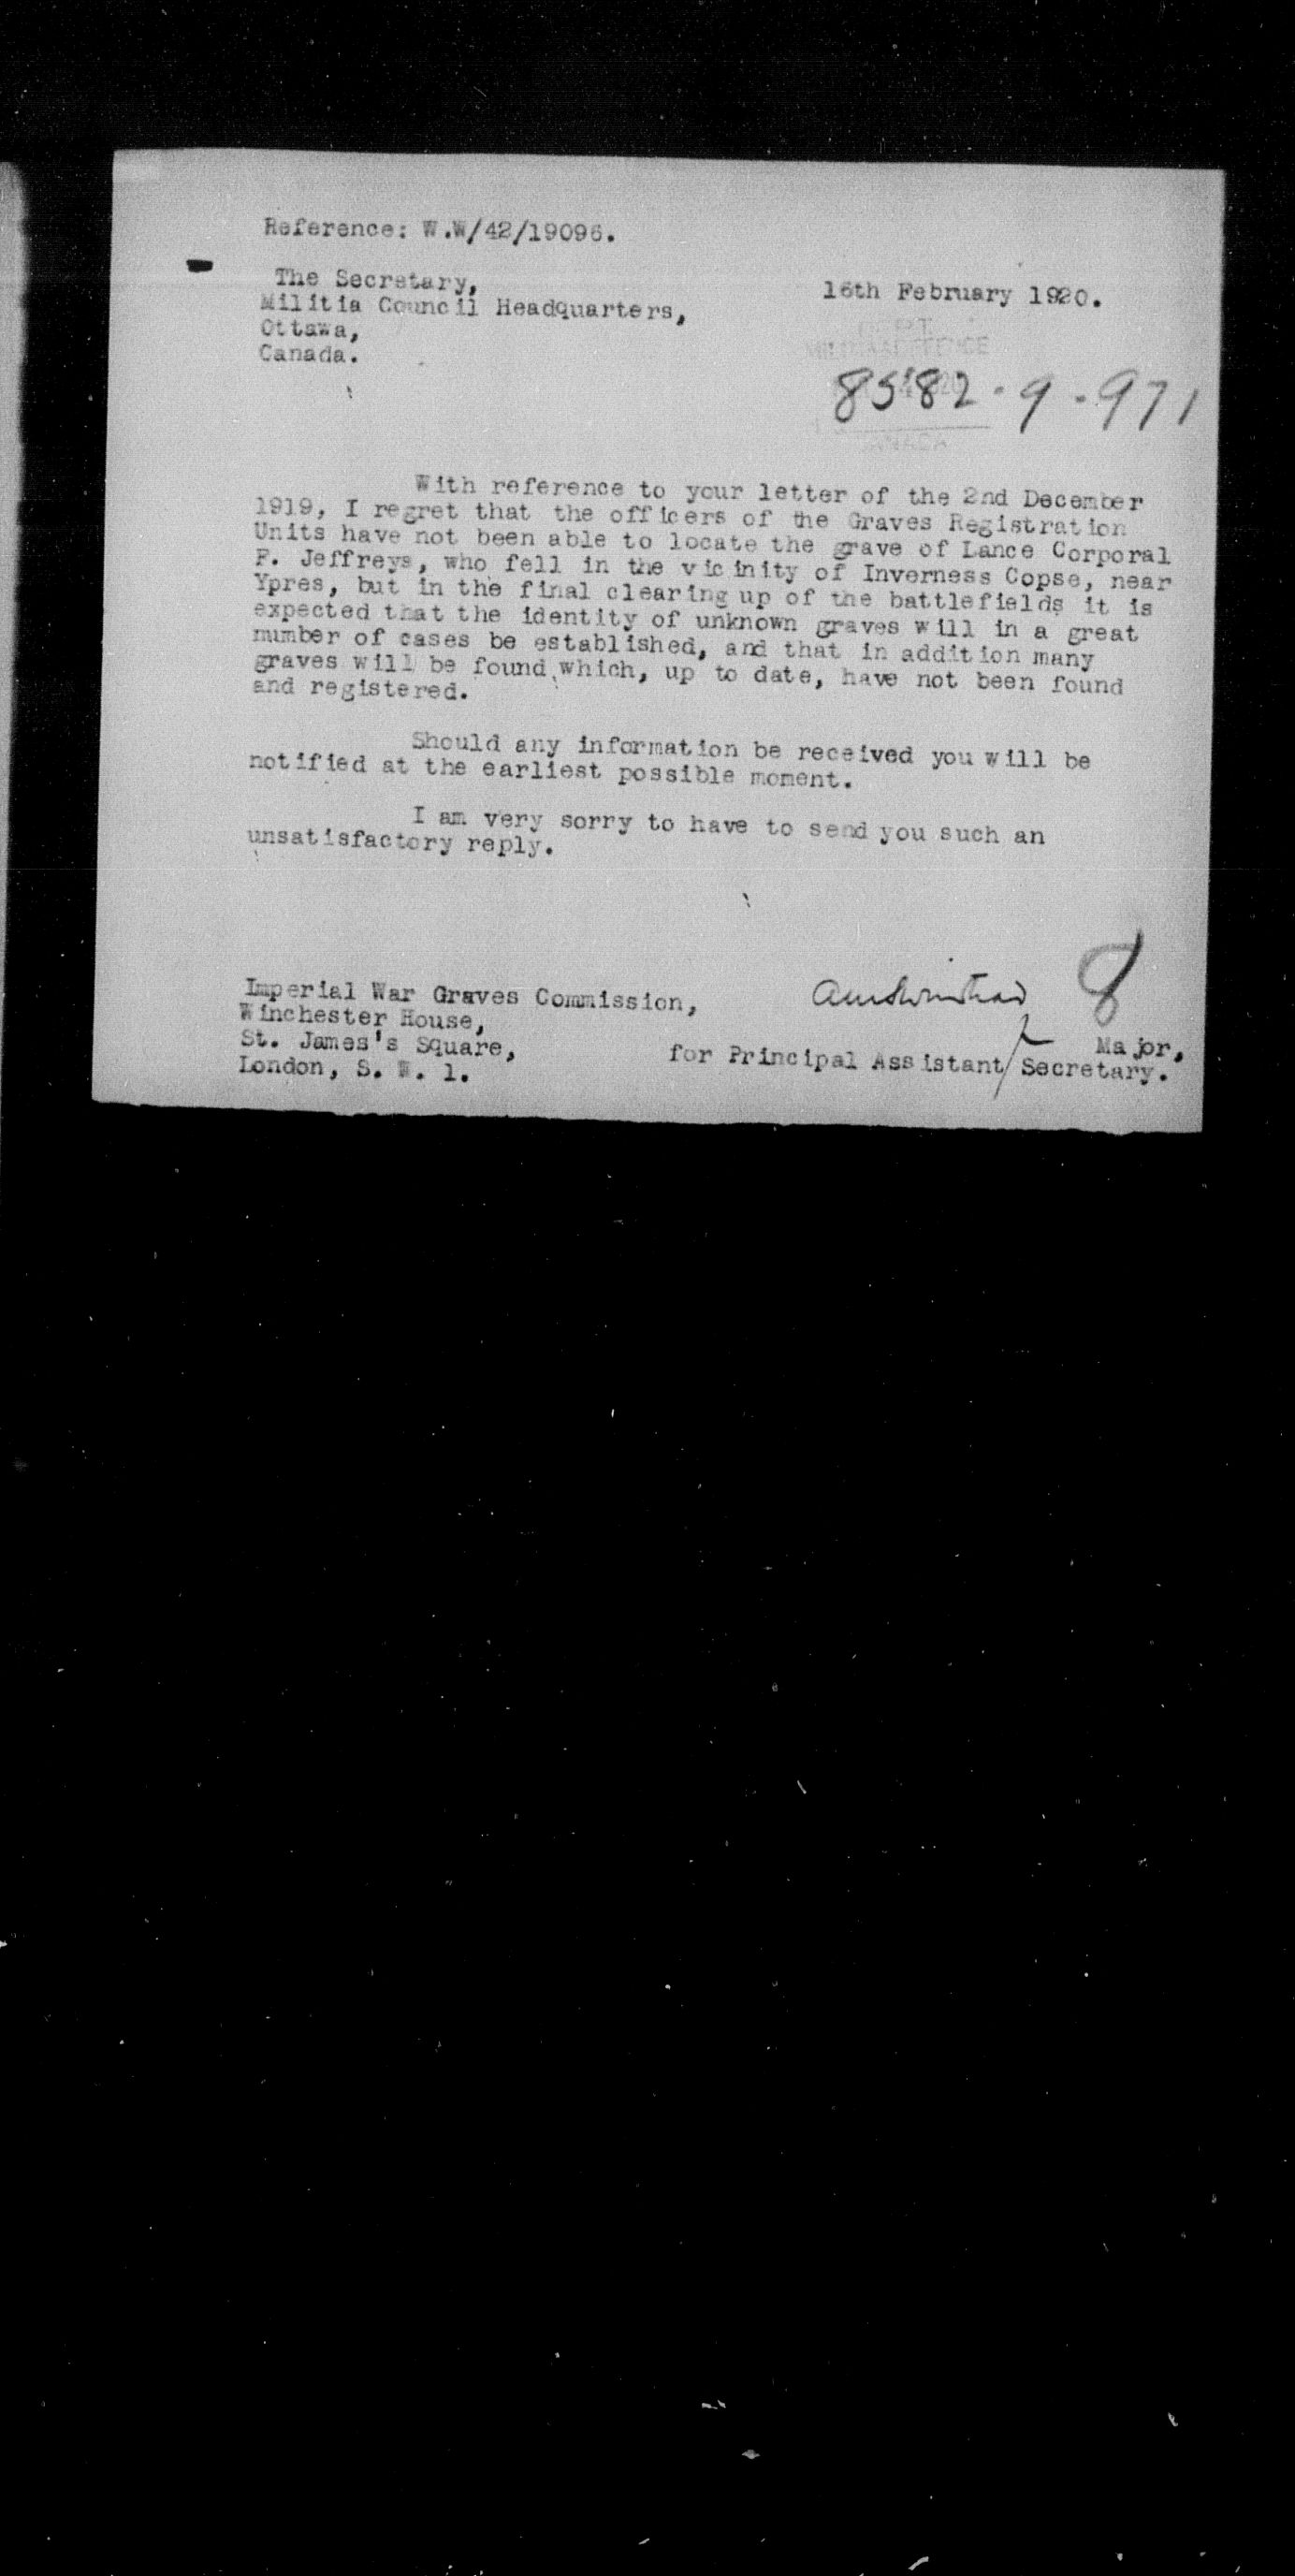 Reference: W.W/42/19096.
The Secretary,
Militia Council Headquarters,
Ottawa,
Canada.
16th February 1920.
DEPT.
MILITIA & DEFENCE
CANADA
8582-9-971
With reference to your letter of the 2nd December
1919, I regret that the officers of the Graves Registration
Units have not been able to locate the grave of Lance Corporal
F. Jeffreys, who fell in the vicinity of Inverness Copse, near
Ypres, but in the final clearing up of the battlefields it is
expected that the identity of unknown graves will in a great
number of cases be established, and that in addition many
graves will be found which, up to date, have not been found
and registered.
Should any information be received you will be
notified at the earliest possible moment.
I am very sorry to have to send you such an
unsatisfactory reply.
Imperial War Graves Commission,
Winchester House,
St. James's Square,
London, S. W. 1.
8
Major,
for Principal Assistant/Secretary.